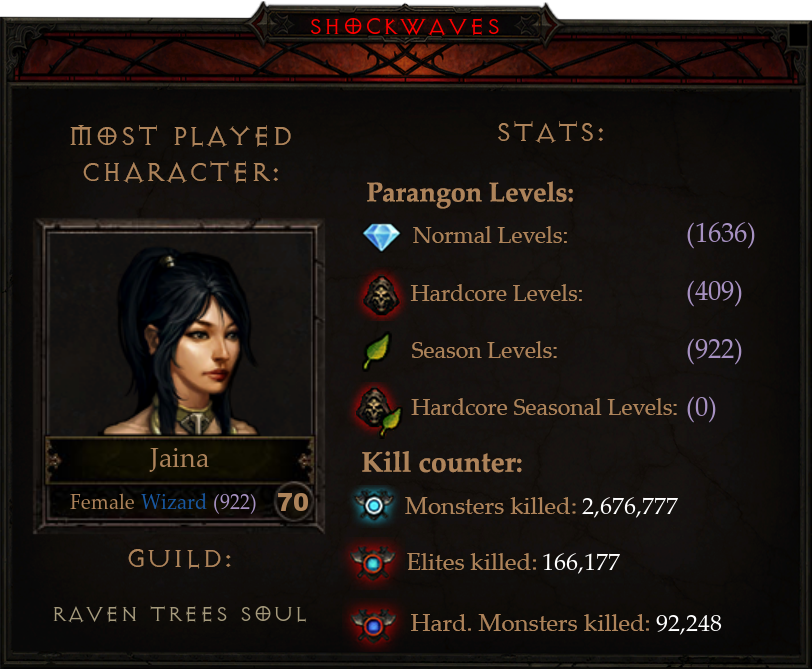 SHOCKWAVES
MOST PLAYED
CHARACTER:
Jaina
Female Wizard (922) 70
GUILD:
RAVEN TREES SOUL
STATS:
Parangon Levels:
Normal Levels: (1636)
Hardcore Levels: (409)
Season Levels: (922)
Hardcore Seasonal Levels: (0)
Kill counter:
Monsters killed: 2,676,777
Elites killed: 166,177
Hard. Monsters killed: 92,248